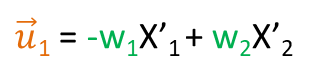 u⃗₁ = -w₁X’₁ + w₂X’₂